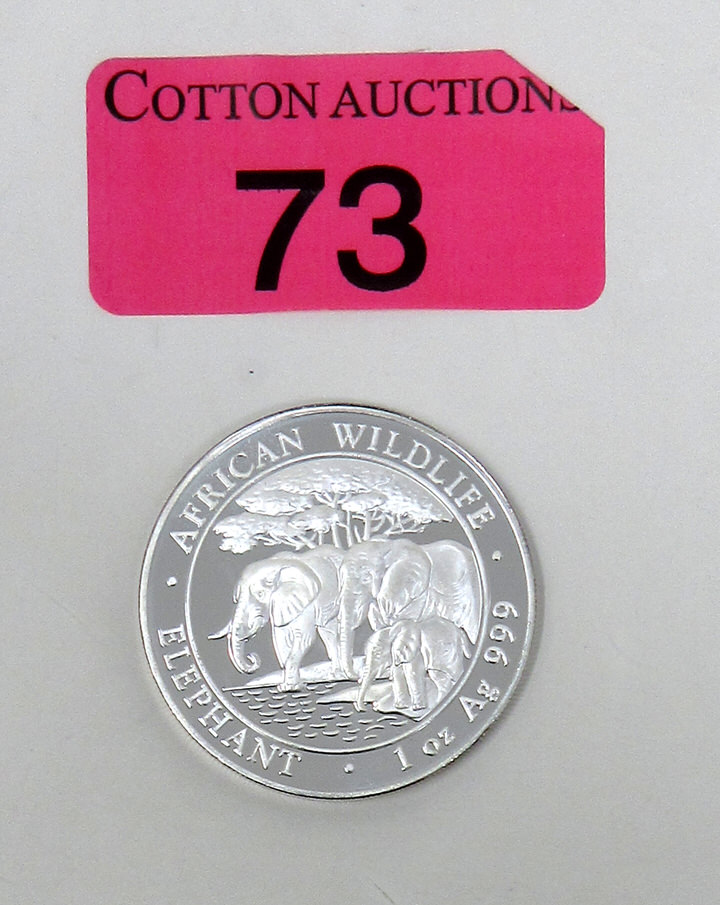 COTTON AUCTIONS
73
AFRICAN WILDLIFE
ELEPHANT · 1 oz Ag 999